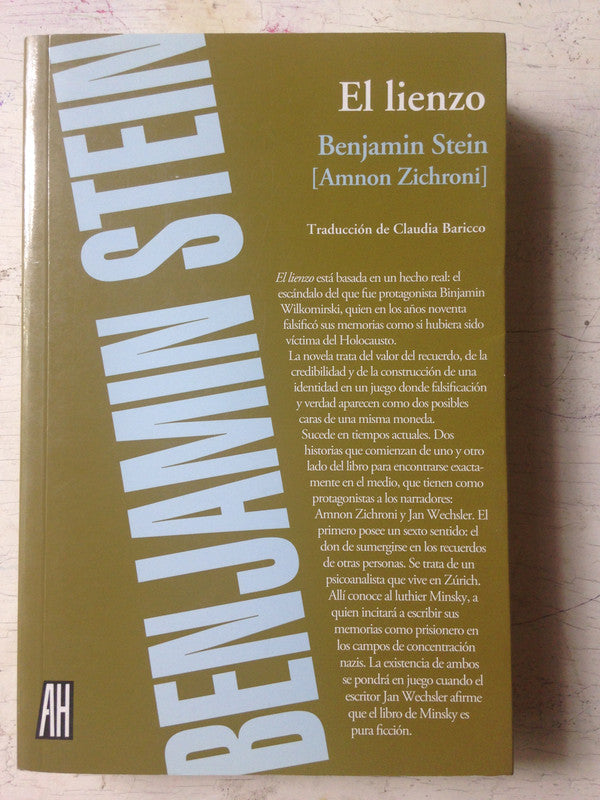 El lienzo
Benjamin Stein
[Amnon Zichroni]
Traducción de Claudia Baricco
El lienzo está basada en un hecho real: el
escándalo del que fue protagonista Binjamin
Wilkomirski, quien en los años noventa
falsificó sus memorias como si hubiera sido
víctima del Holocausto.
La novela trata del valor del recuerdo, de la
credibilidad y de la construcción de una
identidad en un juego donde falsificación
y verdad aparecen como dos posibles
caras de una misma moneda.
Sucede en tiempos actuales. Dos
historias que comienzan de uno y otro
lado del libro para encontrarse exacta-
mente en el medio, que tienen como
protagonistas a los narradores:
Amnon Zichroni y Jan Wechsler. El
primero posee un sexto sentido: el
don de sumergirse en los recuerdos
de otras personas. Se trata de un
psicoanalista que vive en Zúrich.
Allí conoce al luthier Minsky, a
quien incitará a escribir sus
memorias como prisionero en
los campos de concentración
nazis. La existencia de ambos
se pondrá en juego cuando el
escritor Jan Wechsler afirme
que el libro de Minsky es
pura ficción.
BENJAMIN STEIN
AH